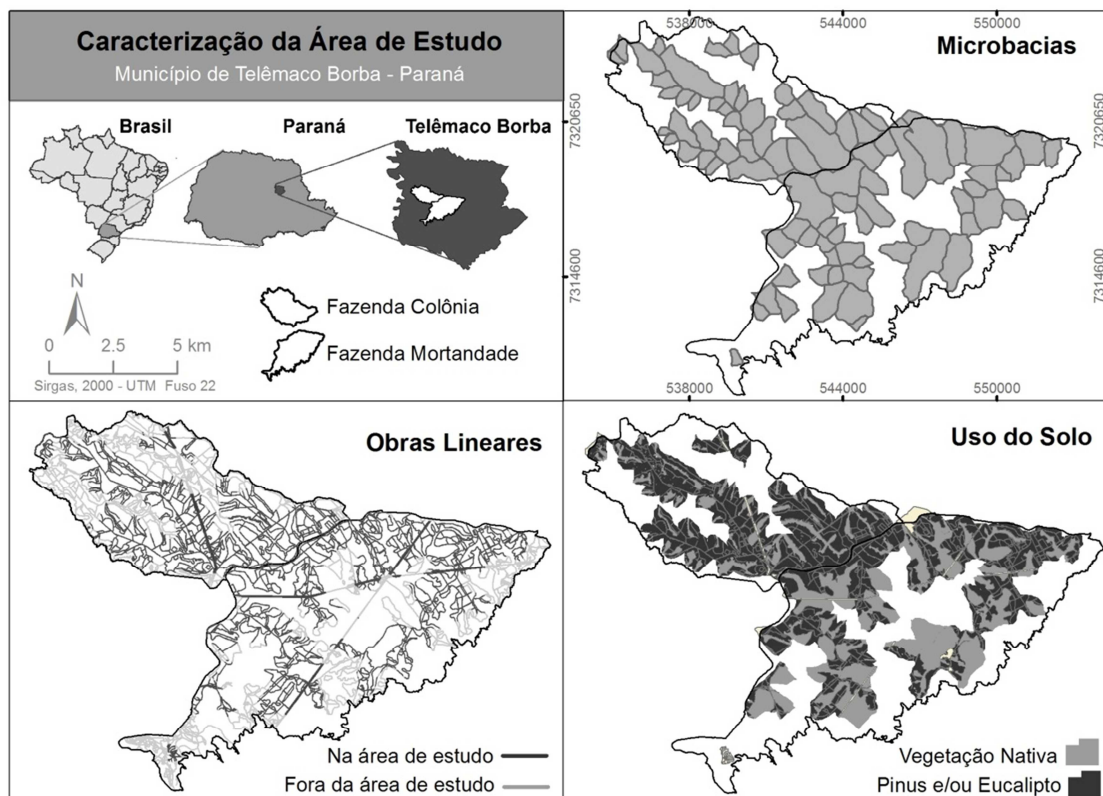 Caracterização da Área de Estudo
Município de Telêmaco Borba - Paraná
Brasil
Paraná
Telêmaco Borba
N
0 2.5 5 km
Sirgas, 2000 - UTM Fuso 22
Fazenda Colônia
Fazenda Mortandade
538000 544000 550000
Microbacias
7320650
7320650
7314600
7314600
538000 544000 550000
Obras Lineares
Na área de estudo
Fora da área de estudo
Uso do Solo
Vegetação Nativa
Pinus e/ou Eucalipto